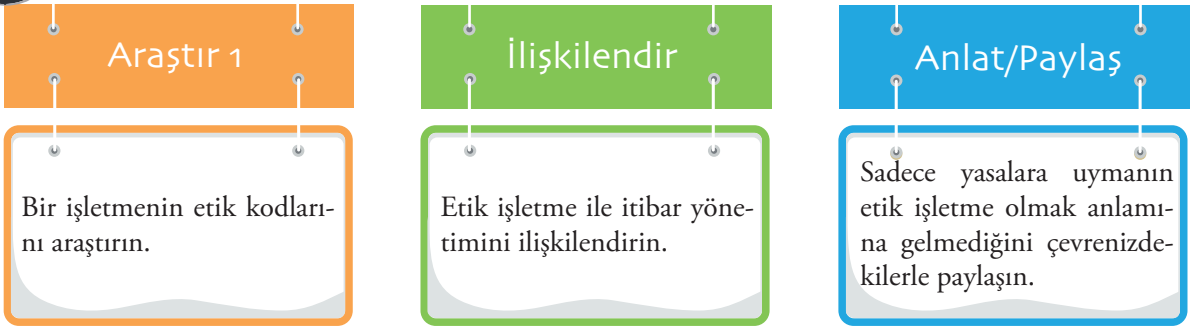 Araştır 1
Bir işletmenin etik kodları-
nı araştırın.
İlişkilendir
Etik işletme ile itibar yöne-
timini ilişkilendirin.
Anlat/Paylaş
Sadece yasalara uymanın
etik işletme olmak anlamı-
na gelmediğini çevrenizde-
kilerle paylaşın.